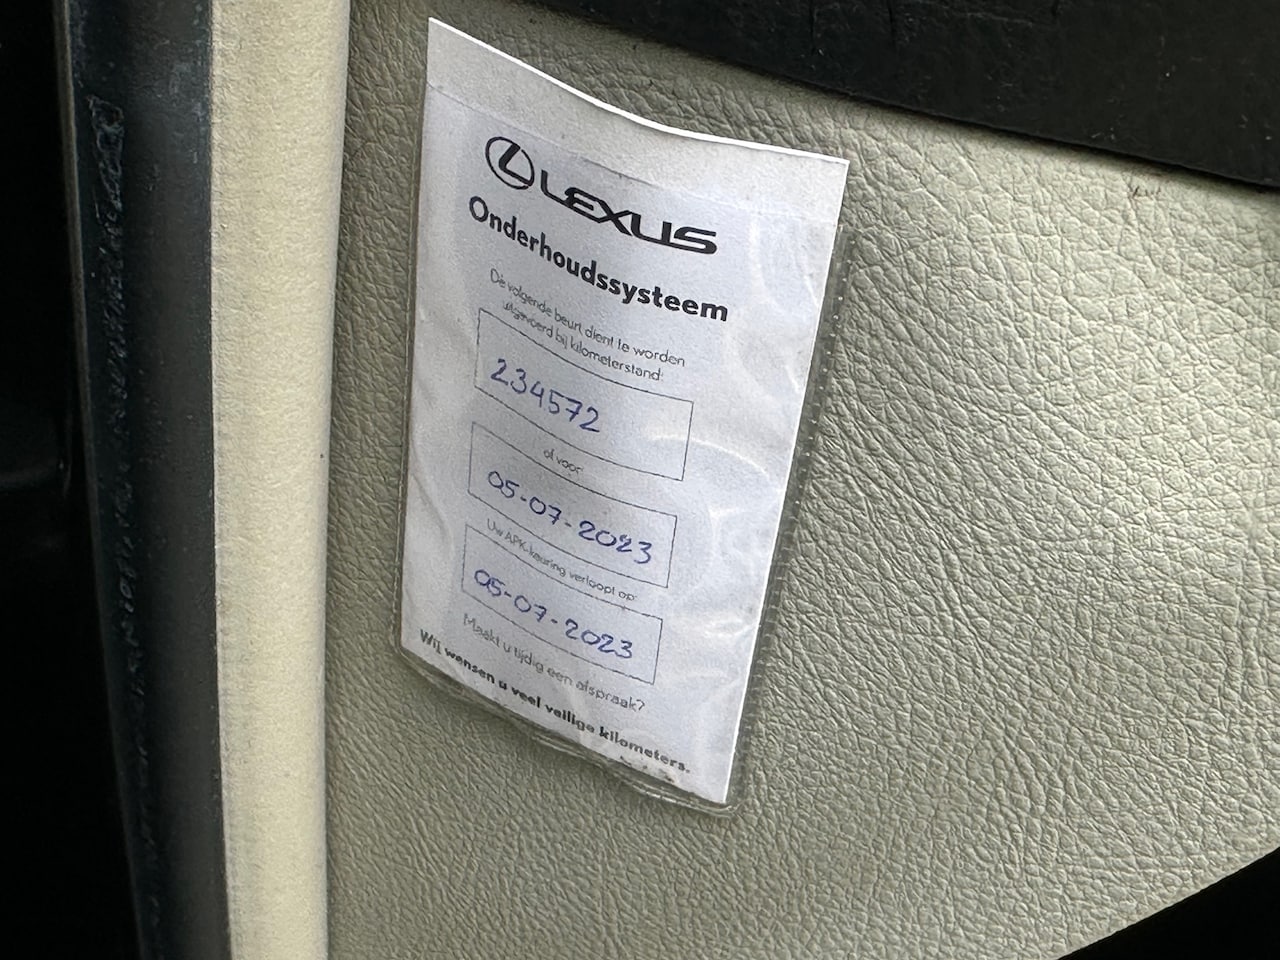 LEXUS
Onderhoudssysteem
De volgende beurt dient te worden
uitgevoerd bij kilometerstand:
234572
of voor:
05-07-2023
Uw APK-keuring verloopt op:
05-07-2023
Maakt u tijdig een afspraak?
Wij wensen u veel veilige kilometers.